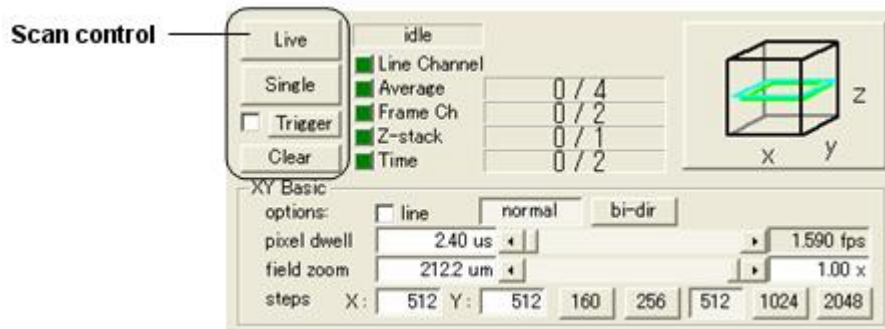 Scan control
Live
idle
Line Channel
Single
Average 0 / 4
Frame Ch 0 / 2
Trigger
Z-stack 0 / 1
Clear
Time 0 / 2
z
x y
XY Basic
options: line normal bi-dir
pixel dwell 2.40 us 1.590 fps
field zoom 212.2 um 1.00 x
steps X: 512 Y: 512 160 256 512 1024 2048